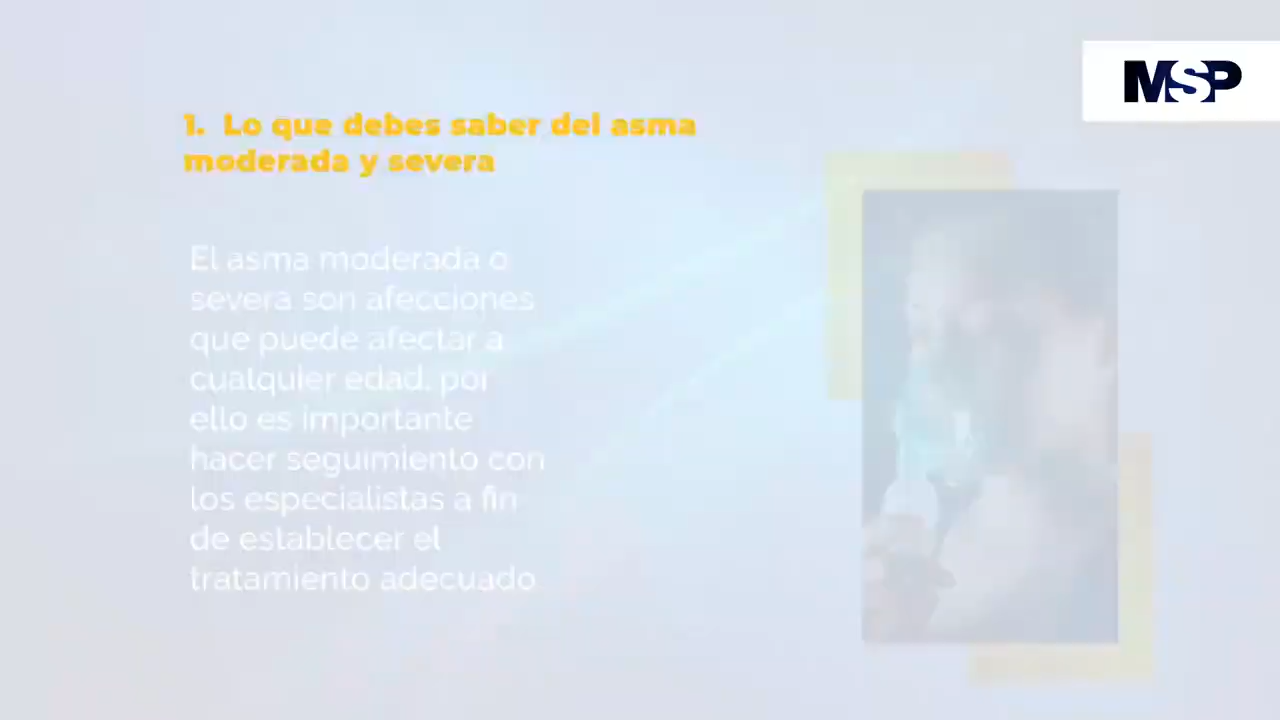 MSP
1. Lo que debes saber del asma
moderada y severa
El asma moderada o
severa son afecciones
que puede afectar a
cualquier edad, por
ello es importante
hacer seguimiento con
los especialistas a fin
de establecer el
tratamiento adecuado